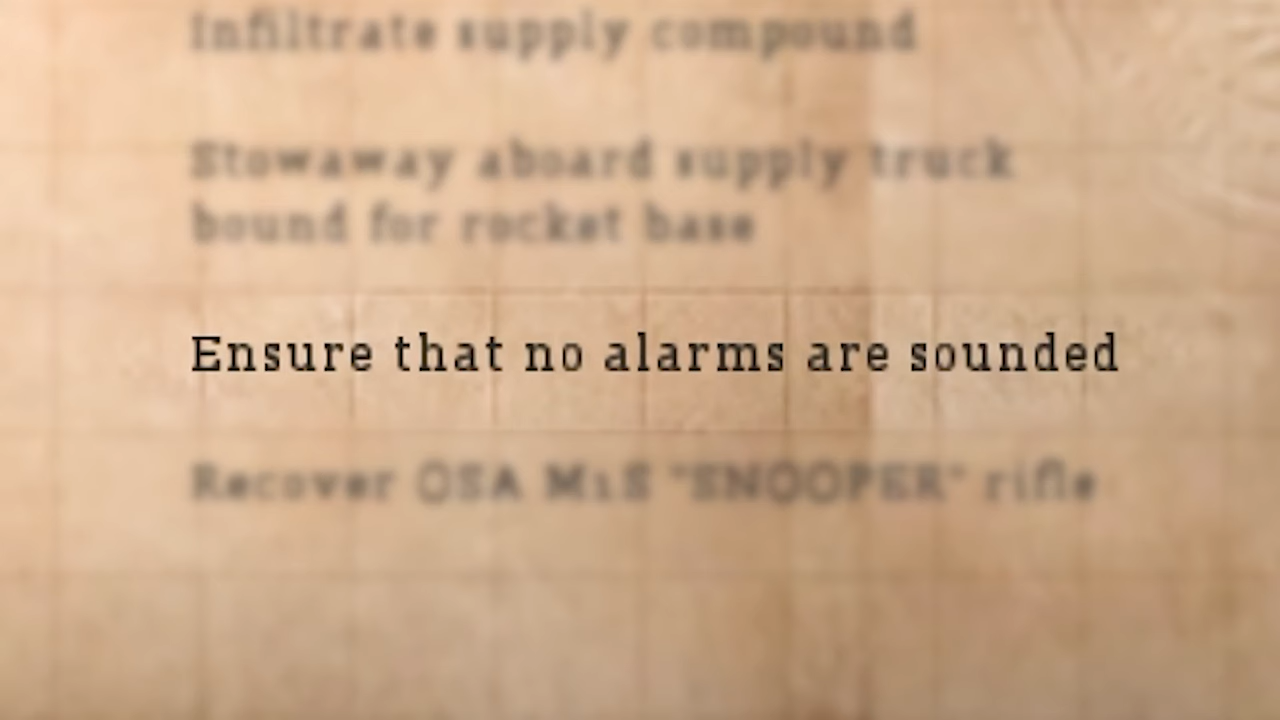 Infiltrate supply compound
Stowaway aboard supply truck
bound for rocket base
Ensure that no alarms are sounded
Recover OSA M1S "SNOOPER" rifle